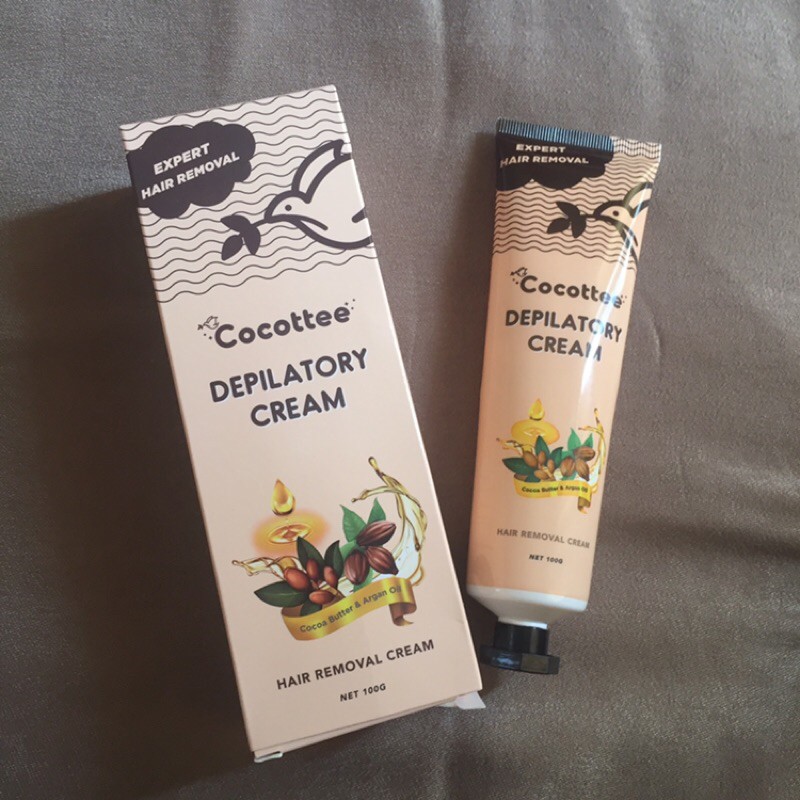 EXPERT
HAIR REMOVAL
Cocottee
DEPILATORY
CREAM
Cocoa Butter & Argan Oil
HAIR REMOVAL CREAM
NET 100G
EXPERT
HAIR REMOVAL
Cocottee
DEPILATORY
CREAM
Cocoa Butter & Argan Oil
HAIR REMOVAL CREAM
NET 100G